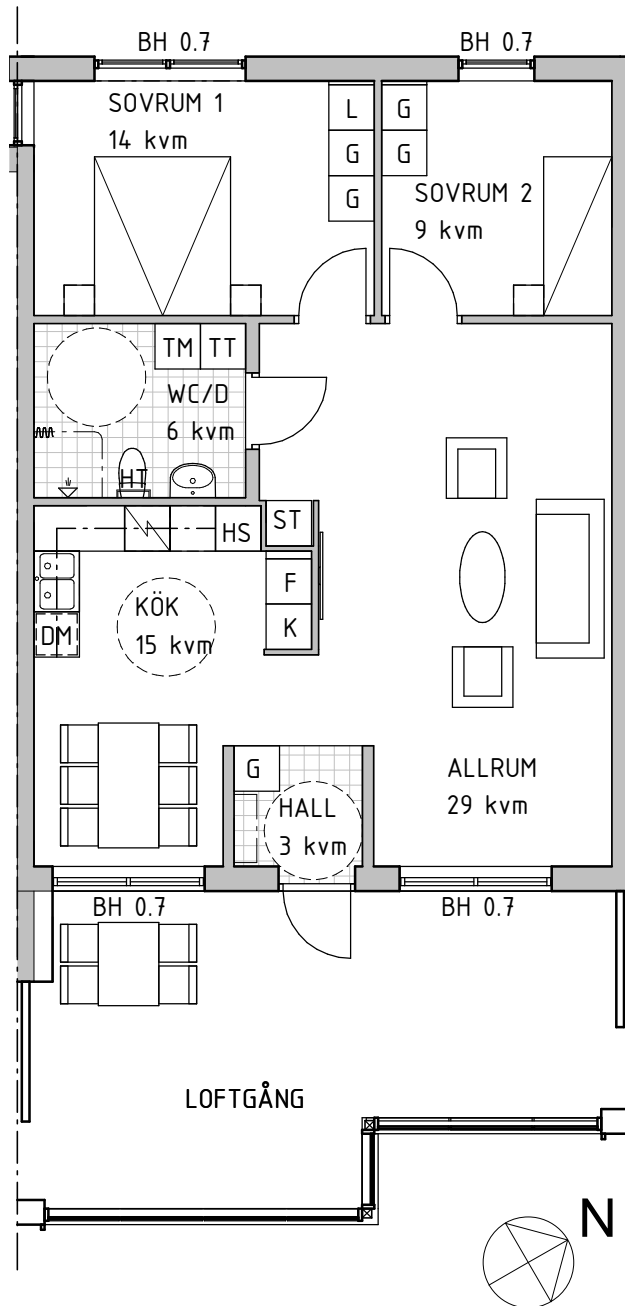 BH 0.7
BH 0.7
SOVRUM 1
14 kvm
L
G
G
G
G
SOVRUM 2
9 kvm
TM
TT
WC/D
6 kvm
HT
HS
ST
F
K
KÖK
15 kvm
DM
G
HALL
3 kvm
ALLRUM
29 kvm
BH 0.7
BH 0.7
LOFTGÅNG
N